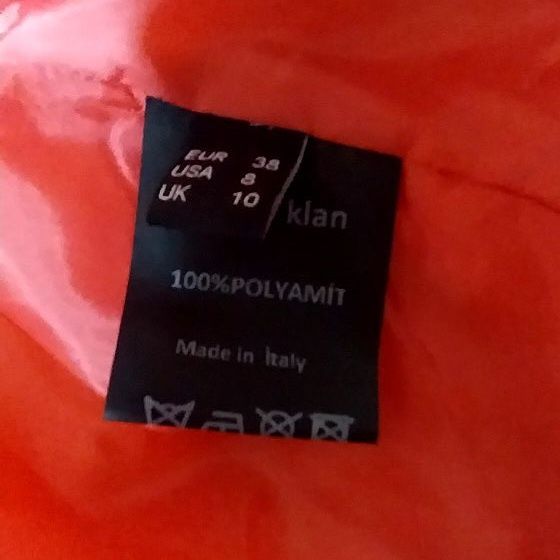 EUR 38
USA 8
UK 10
klan
100%POLYAMİT
Made in İtaly